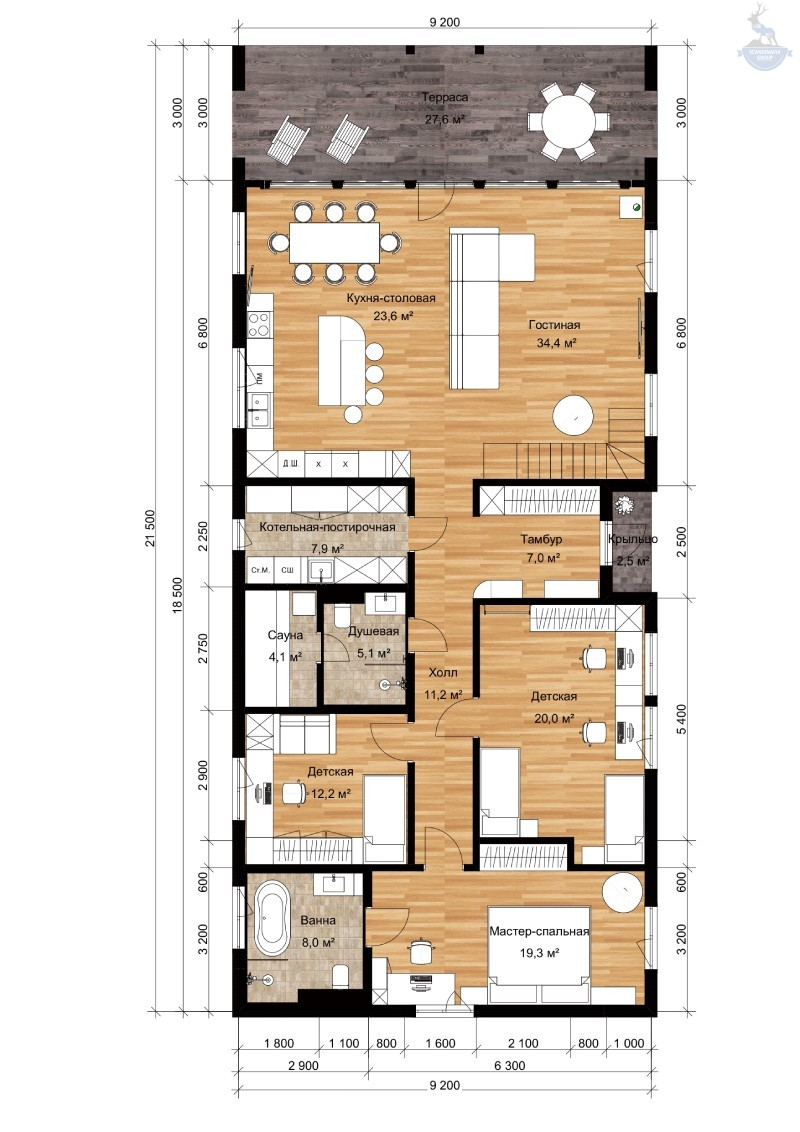 SCANDINAVIA
GROUP
9 200
3 000
3 000
Терраса
27,6 м²
3 000
Кухня-столовая
23,6 м²
Гостиная
34,4 м²
6 800
6 800
ПМ
Д.Ш.
X
X
21 500
18 500
2 250
Котельная-постирочная
7,9 м²
Ст.М.
СШ
Тамбур
7,0 м²
Крыльцо
2,5 м²
2 500
2 750
Сауна
4,1 м²
Душевая
5,1 м²
Холл
11,2 м²
Детская
20,0 м²
5 400
2 900
Детская
12,2 м²
600
600
3 200
Ванна
8,0 м²
Мастер-спальная
19,3 м²
3 200
1 800
1 100
800
1 600
2 100
800
1 000
2 900
6 300
9 200